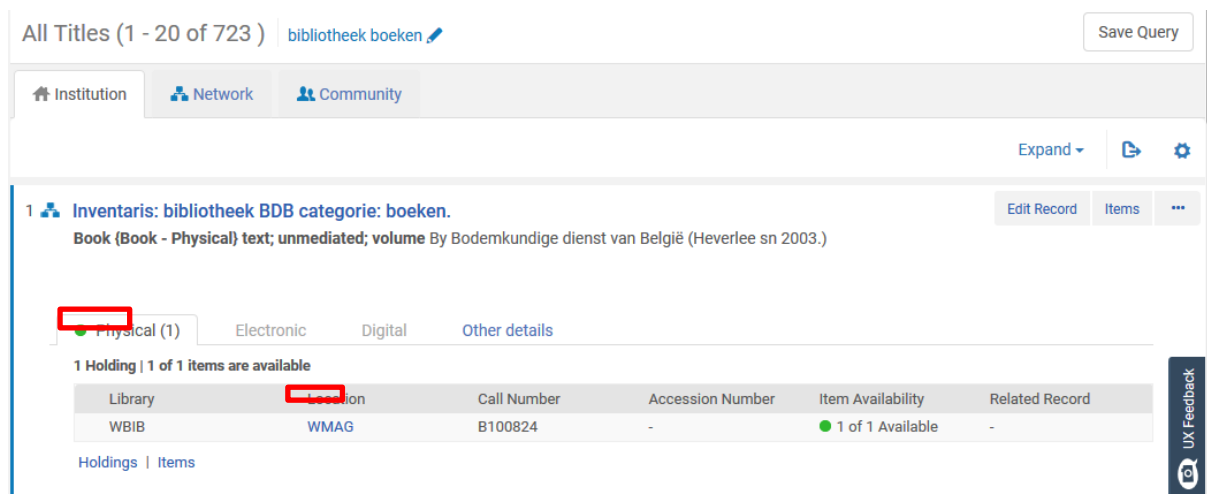 All Titles (1 - 20 of 723 ) bibliotheek boeken Save Query
Institution Network Community
Expand
1 Inventaris: bibliotheek BDB categorie: boeken. Edit Record Items ...
Book {Book - Physical} text; unmediated; volume By Bodemkundige dienst van België (Heverlee sn 2003.)
Physical (1) Electronic Digital Other details
1 Holding | 1 of 1 items are available
Library Location Call Number Accession Number Item Availability Related Record
WBIB WMAG B100824 - 1 of 1 Available -
Holdings | Items
UX Feedback